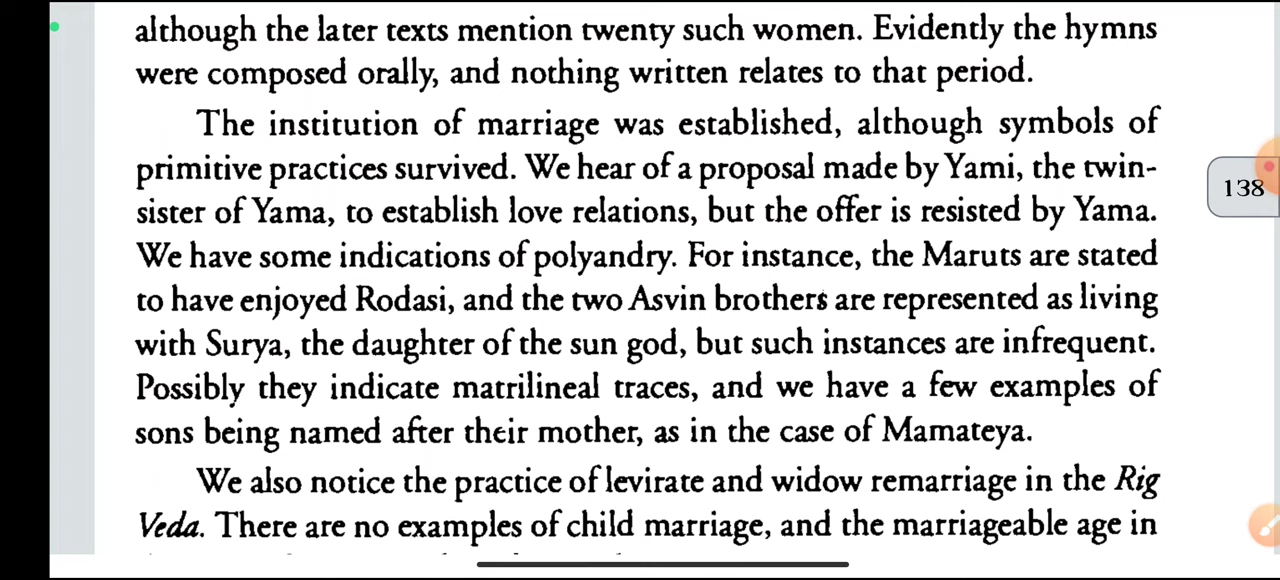 although the later texts mention twenty such women. Evidently the hymns
were composed orally, and nothing written relates to that period.
The institution of marriage was established, although symbols of
primitive practices survived. We hear of a proposal made by Yami, the twin-
sister of Yama, to establish love relations, but the offer is resisted by Yama.
We have some indications of polyandry. For instance, the Maruts are stated
to have enjoyed Rodasi, and the two Asvin brothers are represented as living
with Surya, the daughter of the sun god, but such instances are infrequent.
Possibly they indicate matrilineal traces, and we have a few examples of
sons being named after their mother, as in the case of Mamateya.
We also notice the practice of levirate and widow remarriage in the Rig
Veda. There are no examples of child marriage, and the marriageable age in
138